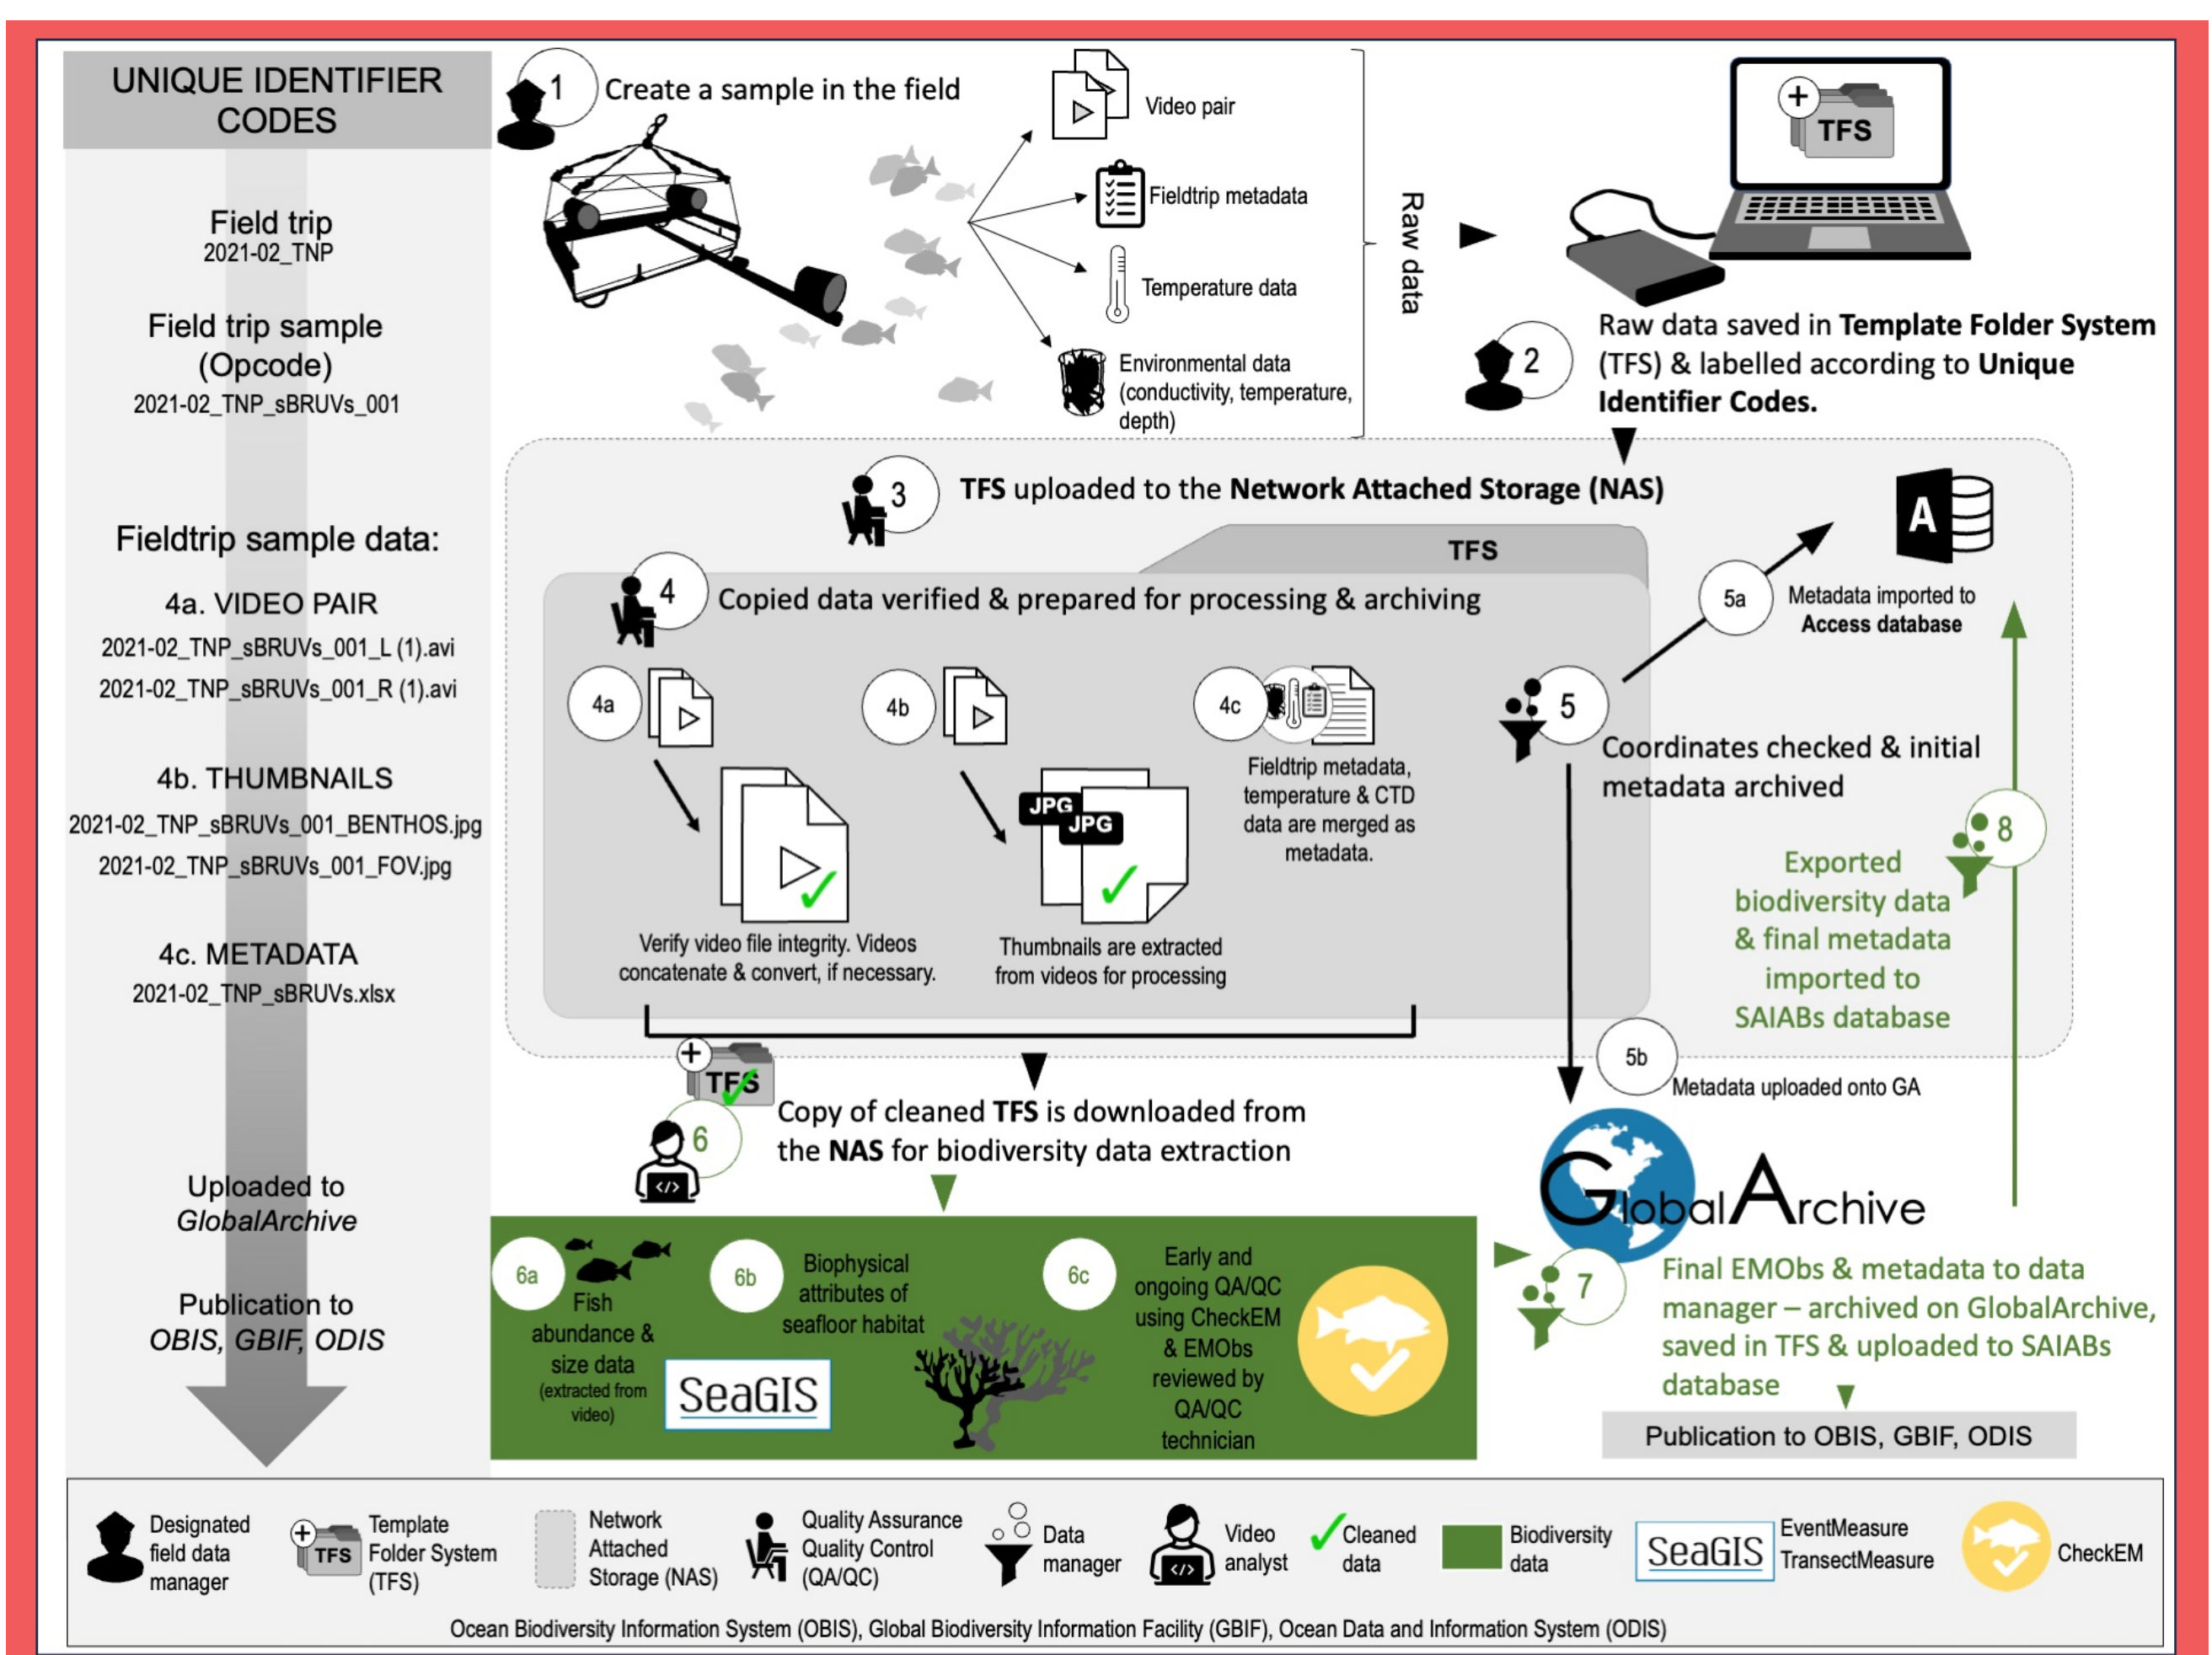 UNIQUE IDENTIFIER
CODES
Field trip
2021-02_TNP
Field trip sample
(Opcode)
2021-02_TNP_sBRUVs_001
Fieldtrip sample data:
4a. VIDEO PAIR
2021-02_TNP_sBRUVs_001_L (1).avi
2021-02_TNP_sBRUVs_001_R (1).avi
4b. THUMBNAILS
2021-02_TNP_sBRUVs_001_BENTHOS.jpg
2021-02_TNP_sBRUVs_001_FOV.jpg
4c. METADATA
2021-02_TNP_sBRUVs.xlsx
Uploaded to
GlobalArchive
Publication to
OBIS, GBIF, ODIS
1
Create a sample in the field
Video pair
Fieldtrip metadata
Temperature data
Environmental data
(conductivity, temperature,
depth)
Raw data
+
TFS
2
Raw data saved in Template Folder System
(TFS) & labelled according to Unique
Identifier Codes.
3
TFS uploaded to the Network Attached Storage (NAS)
TFS
4
Copied data verified & prepared for processing & archiving
4a
Verify video file integrity. Videos
concatenate & convert, if necessary.
4b
JPG
JPG
Thumbnails are extracted
from videos for processing
4c
Fieldtrip metadata,
temperature & CTD
data are merged as
metadata.
5
Coordinates checked & initial
metadata archived
5a
A
Metadata imported to
Access database
5b
Metadata uploaded onto GA
8
Exported
biodiversity data
& final metadata
imported to
SAIABs database
+
TFS
6
Copy of cleaned TFS is downloaded from
the NAS for biodiversity data extraction
6a
Fish
abundance &
size data
(extracted from
video)
SeaGIS
6b
Biophysical
attributes of
seafloor habitat
6c
Early and
ongoing QA/QC
using CheckEM
& EMObs
reviewed by
QA/QC
technician
GlobalArchive
7
Final EMObs & metadata to data
manager – archived on GlobalArchive,
saved in TFS & uploaded to SAIABs
database
Publication to OBIS, GBIF, ODIS
Designated
field data
manager
+
TFS
Template
Folder System
(TFS)
Network
Attached
Storage (NAS)
Quality Assurance
Quality Control
(QA/QC)
Data
manager
</>
Video
analyst
Cleaned
data
Biodiversity
data
SeaGIS
EventMeasure
TransectMeasure
CheckEM
Ocean Biodiversity Information System (OBIS), Global Biodiversity Information Facility (GBIF), Ocean Data and Information System (ODIS)